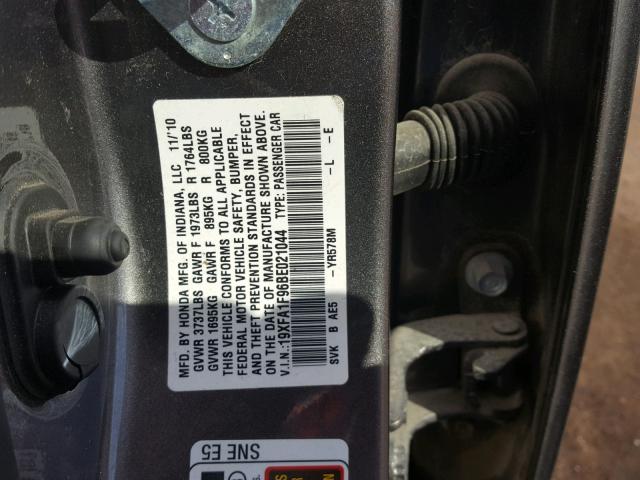 MFD. BY HONDA MFG. OF INDIANA, LLC 11/'10
GVWR 3737LBS GAWR F 1973LBS R 1764LBS
GVWR 1695KG GAWR F 895KG R 800KG
THIS VEHICLE CONFORMS TO ALL APPLICABLE
FEDERAL MOTOR VEHICLE SAFETY, BUMPER,
AND THEFT PREVENTION STANDARDS IN EFFECT
ON THE DATE OF MANUFACTURE SHOWN ABOVE.
V.I.N.:19XFA1F96BE021044 TYPE: PASSENGER CAR
SVK B AE5 -YR578M -L -E
SNE E5